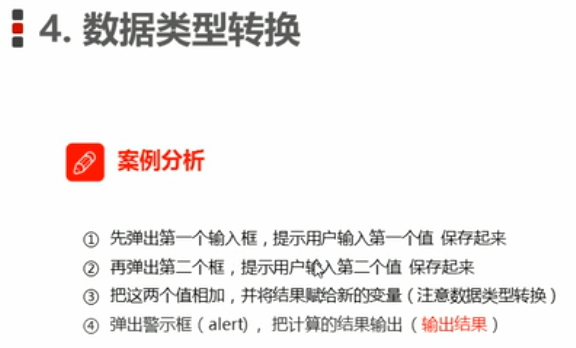 4. 数据类型转换
案例分析
① 先弹出第一个输入框，提示用户输入第一个值 保存起来
② 再弹出第二个框，提示用户输入第二个值 保存起来
③ 把这两个值相加，并将结果赋给新的变量（注意数据类型转换）
④ 弹出警示框（alert），把计算的结果输出（输出结果）